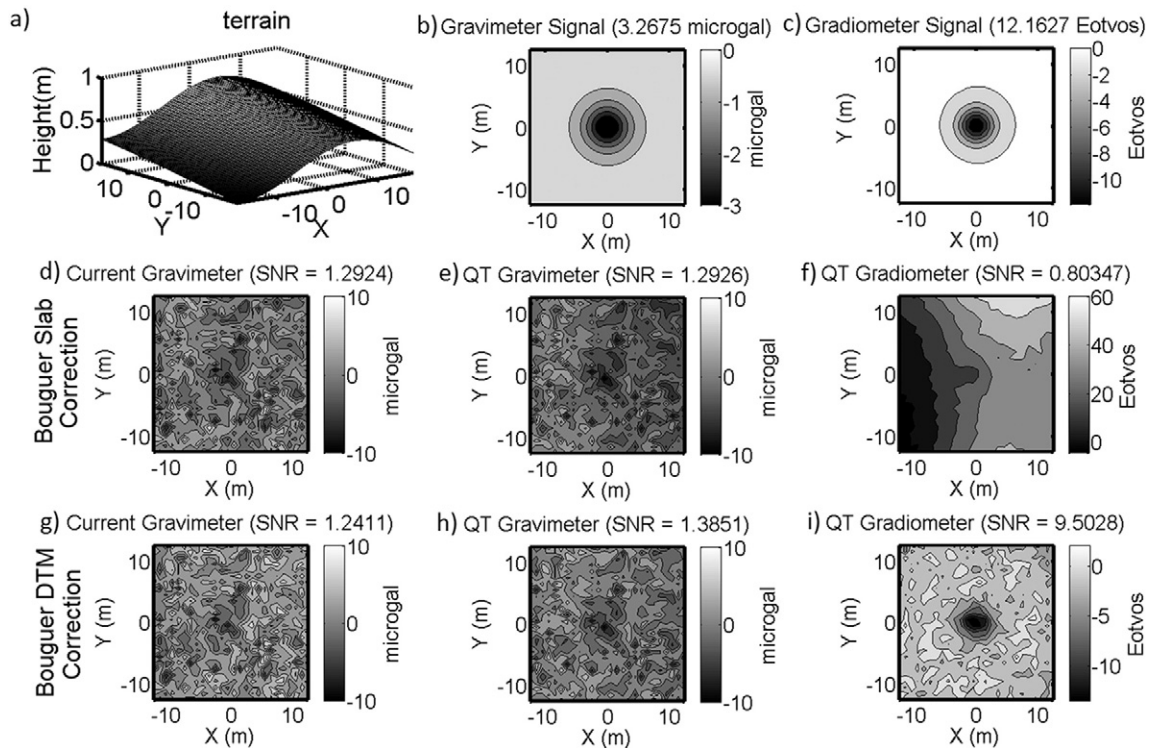 a)
terrain
Height(m)
1
0.5
0
10
0
-10
Y
-10
0
10
X
b) Gravimeter Signal (3.2675 microgal)
Y (m)
10
0
-10
-10
0
10
X (m)
0
-1
-2
-3
microgal
c) Gradiometer Signal (12.1627 Eotvos)
Y (m)
10
0
-10
-10
0
10
X (m)
0
-2
-4
-6
-8
-10
Eotvos
Bouguer Slab
Correction
d) Current Gravimeter (SNR = 1.2924)
Y (m)
10
0
-10
-10
0
10
X (m)
10
0
-10
microgal
e) QT Gravimeter (SNR = 1.2926)
Y (m)
10
0
-10
-10
0
10
X (m)
10
0
-10
microgal
f) QT Gradiometer (SNR = 0.80347)
Y (m)
10
0
-10
-10
0
10
X (m)
60
40
20
0
Eotvos
Bouguer DTM
Correction
g) Current Gravimeter (SNR = 1.2411)
Y (m)
10
0
-10
-10
0
10
X (m)
10
0
-10
microgal
h) QT Gravimeter (SNR = 1.3851)
Y (m)
10
0
-10
-10
0
10
X (m)
10
0
-10
microgal
i) QT Gradiometer (SNR = 9.5028)
Y (m)
10
0
-10
-10
0
10
X (m)
0
-5
-10
Eotvos